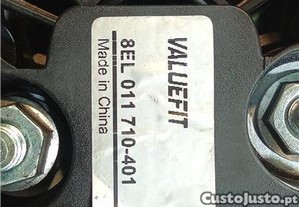 VALUEFIT
8EL 011 710-401
Made in China
CustoJusto.pt